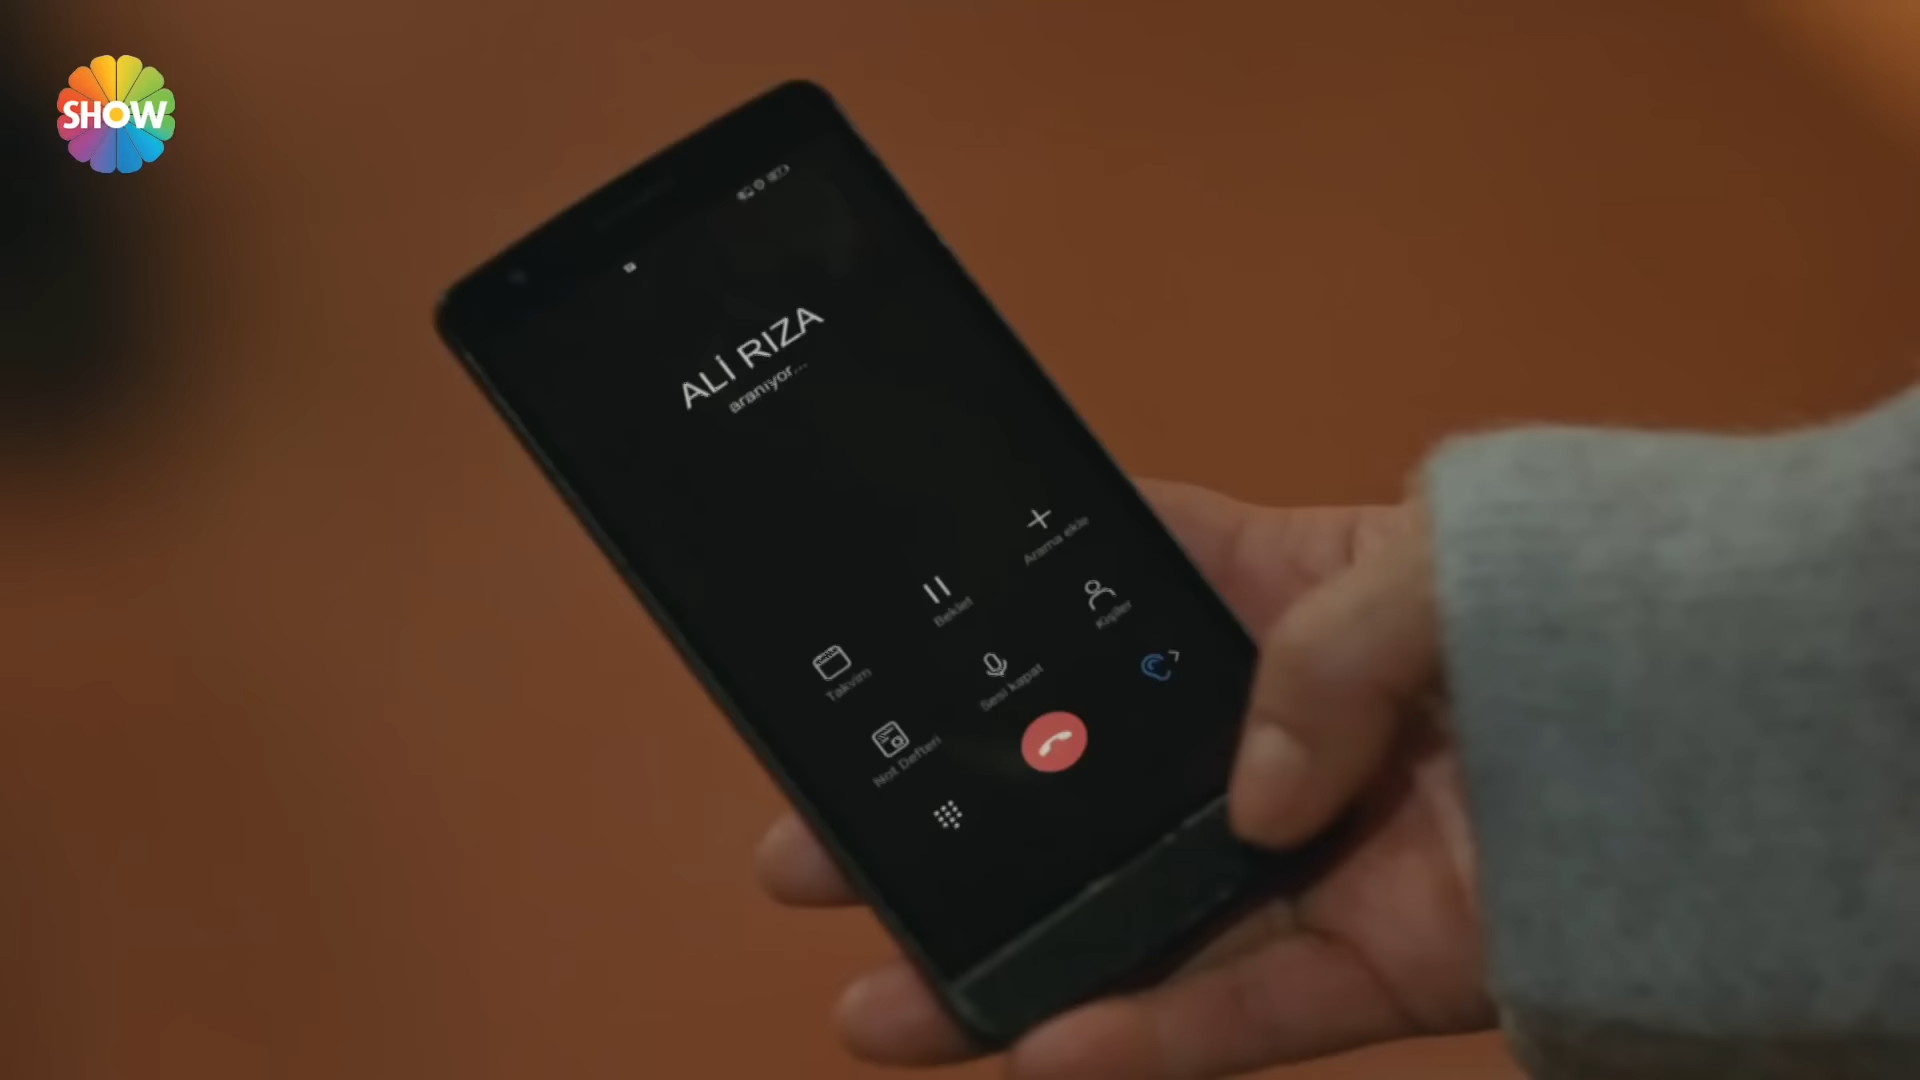 SHOW
ALİ RIZA
aranıyor...
Arama ekle
Beklet
Takvim
Kişiler
Sesi kapat
Not Defteri